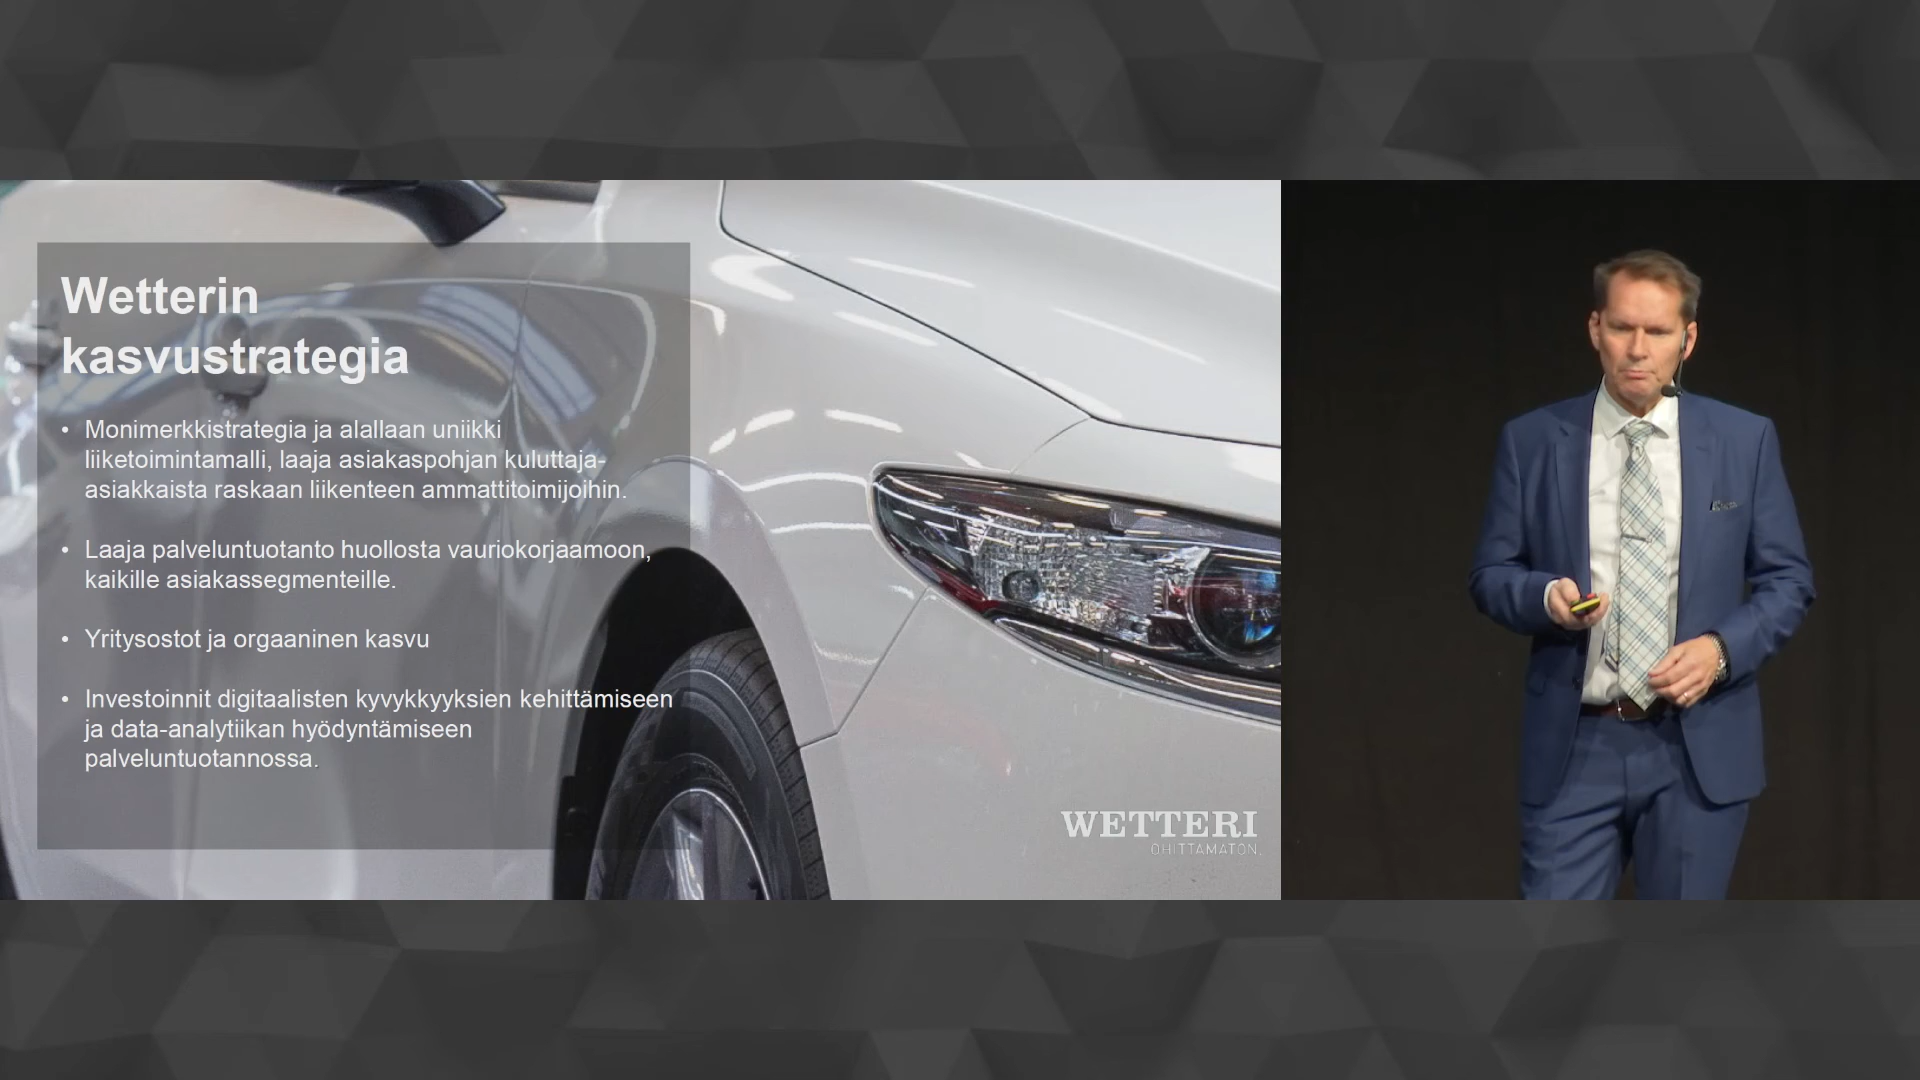 Wetterin
kasvustrategia
• Monimerkkistrategia ja alallaan uniikki
liiketoimintamalli, laaja asiakaspohjan kuluttaja-
asiakkaista raskaan liikenteen ammattitoimijoihin.
• Laaja palveluntuotanto huollosta vauriokorjaamoon,
kaikille asiakassegmenteille.
• Yritysostot ja orgaaninen kasvu
• Investoinnit digitaalisten kyvykkyyksien kehittämiseen
ja data-analytiikan hyödyntämiseen
palveluntuotannossa.
WETTERI
OHITTAMATON.